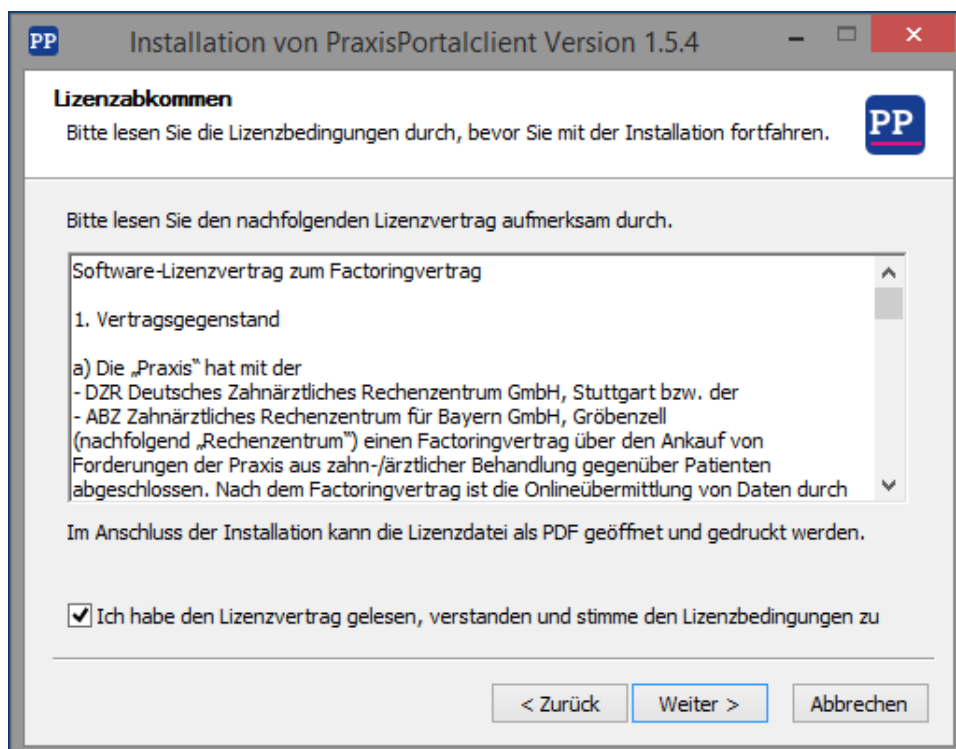 PP Installation von PraxisPortalclient Version 1.5.4
Lizenzabkommen
Bitte lesen Sie die Lizenzbedingungen durch, bevor Sie mit der Installation fortfahren.
PP
Bitte lesen Sie den nachfolgenden Lizenzvertrag aufmerksam durch.
Software-Lizenzvertrag zum Factoringvertrag
1. Vertragsgegenstand
a) Die „Praxis“ hat mit der
- DZR Deutsches Zahnärztliches Rechenzentrum GmbH, Stuttgart bzw. der
- ABZ Zahnärztliches Rechenzentrum für Bayern GmbH, Gröbenzell
(nachfolgend „Rechenzentrum“) einen Factoringvertrag über den Ankauf von
Forderungen der Praxis aus zahn-/ärztlicher Behandlung gegenüber Patienten
abgeschlossen. Nach dem Factoringvertrag ist die Onlineübermittlung von Daten durch
Im Anschluss der Installation kann die Lizenzdatei als PDF geöffnet und gedruckt werden.
Ich habe den Lizenzvertrag gelesen, verstanden und stimme den Lizenzbedingungen zu
< Zurück Weiter > Abbrechen